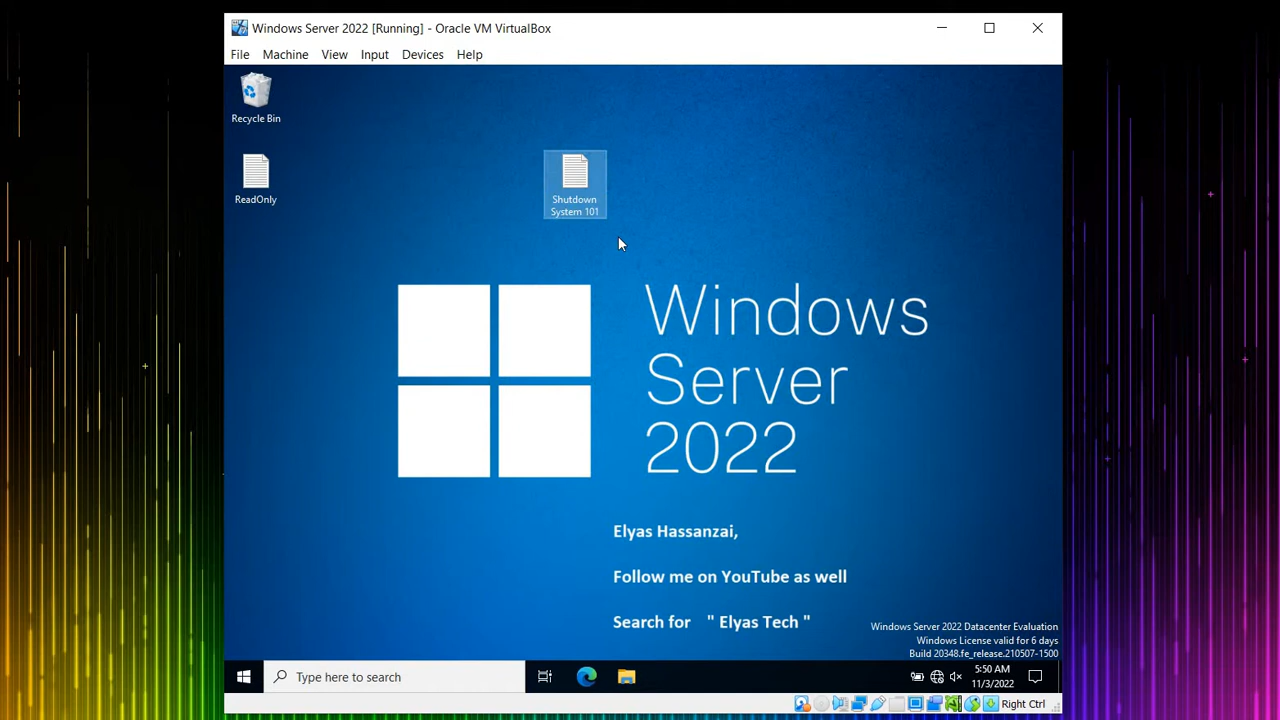 Windows Server 2022 [Running] - Oracle VM VirtualBox
File Machine View Input Devices Help
Recycle Bin
ReadOnly
Shutdown
System 101
Windows
Server
2022
Elyas Hassanzai,
Follow me on YouTube as well
Search for " Elyas Tech "
Windows Server 2022 Datacenter Evaluation
Windows License valid for 6 days
Build 20348.fe_release.210507-1500
Type here to search
5:50 AM
11/3/2022
Right Ctrl